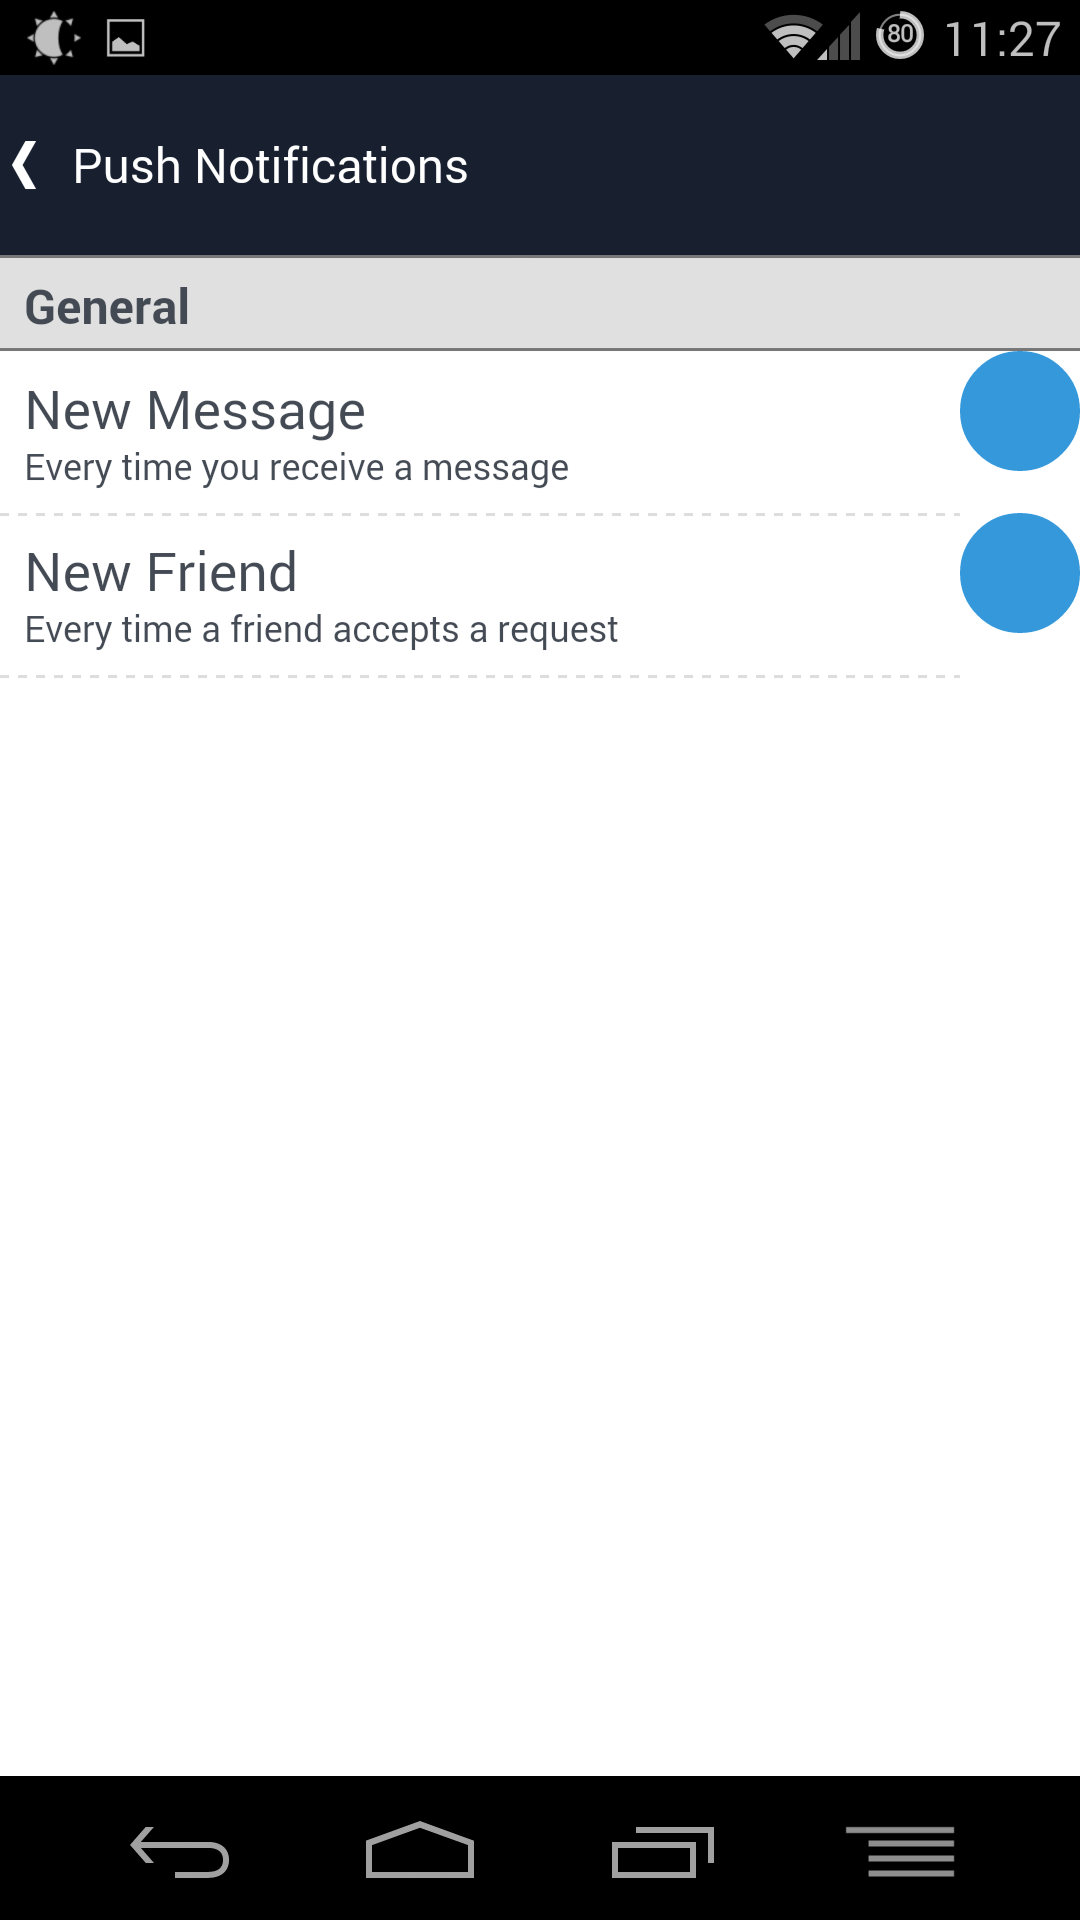 80 11:27
Push Notifications
General
New Message
Every time you receive a message
New Friend
Every time a friend accepts a request